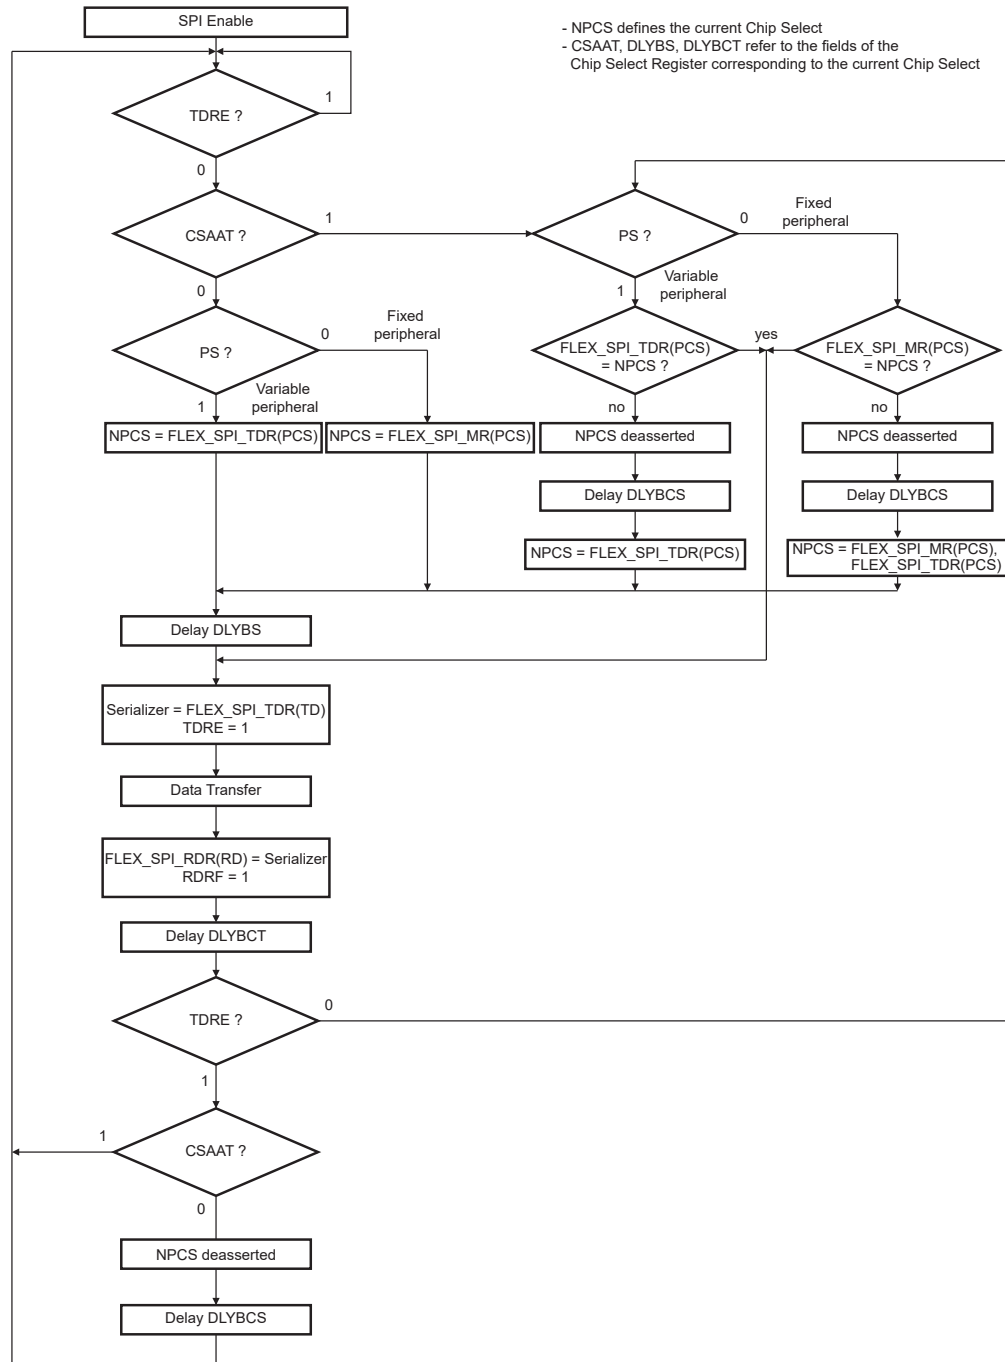 SPI Enable
- NPCS defines the current Chip Select
- CSAAT, DLYBS, DLYBCT refer to the fields of the
Chip Select Register corresponding to the current Chip Select
TDRE ?
1
0
CSAAT ?
1
0
PS ?
0
Fixed
peripheral
1
Variable
peripheral
PS ?
0
Fixed
peripheral
Variable
peripheral
1
FLEX_SPI_TDR(PCS)
= NPCS ?
yes
FLEX_SPI_MR(PCS)
= NPCS ?
no
no
NPCS = FLEX_SPI_TDR(PCS)
NPCS = FLEX_SPI_MR(PCS)
NPCS deasserted
NPCS deasserted
Delay DLYBCS
Delay DLYBCS
NPCS = FLEX_SPI_TDR(PCS)
NPCS = FLEX_SPI_MR(PCS),
FLEX_SPI_TDR(PCS)
Delay DLYBS
Serializer = FLEX_SPI_TDR(TD)
TDRE = 1
Data Transfer
FLEX_SPI_RDR(RD) = Serializer
RDRF = 1
Delay DLYBCT
TDRE ?
0
1
CSAAT ?
1
0
NPCS deasserted
Delay DLYBCS